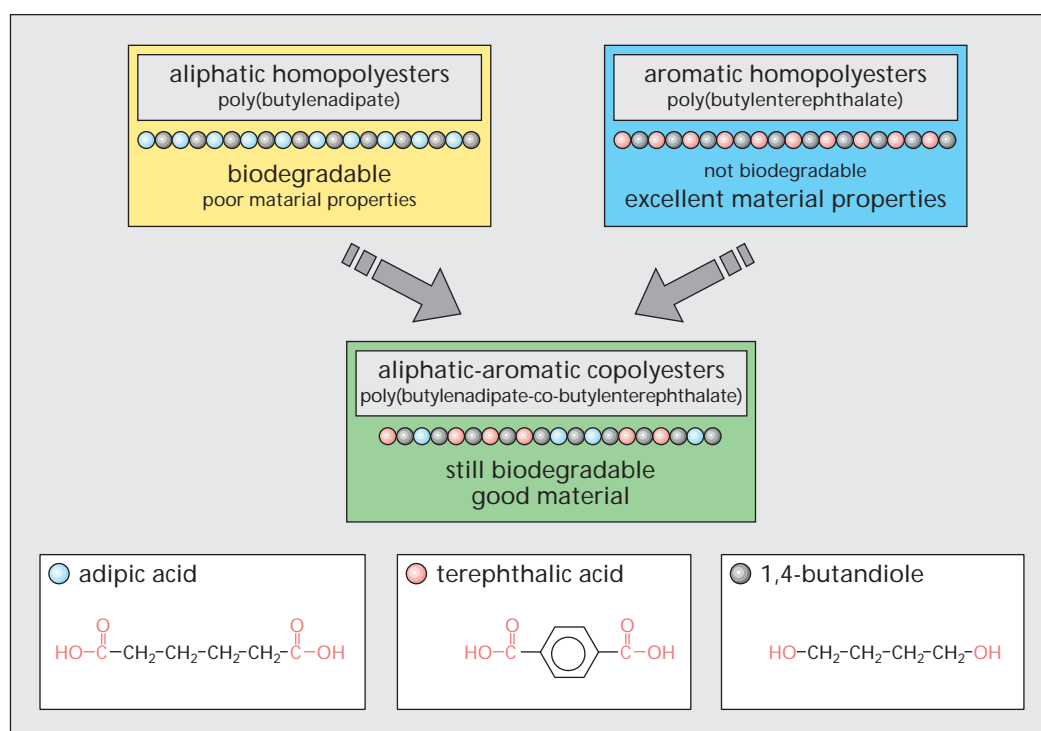 aliphatic homopolyesters
poly(butylenadipate)
biodegradable
poor matarial properties
aromatic homopolyesters
poly(butylenterephthalate)
not biodegradable
excellent material properties
aliphatic-aromatic copolyesters
poly(butylenadipate-co-butylenterephthalate)
still biodegradable
good material
adipic acid
O O
HO–C–CH₂–CH₂–CH₂–CH₂–C–OH
terephthalic acid
O O
HO–C C–OH
1,4-butandiole
HO–CH₂–CH₂–CH₂–CH₂–OH